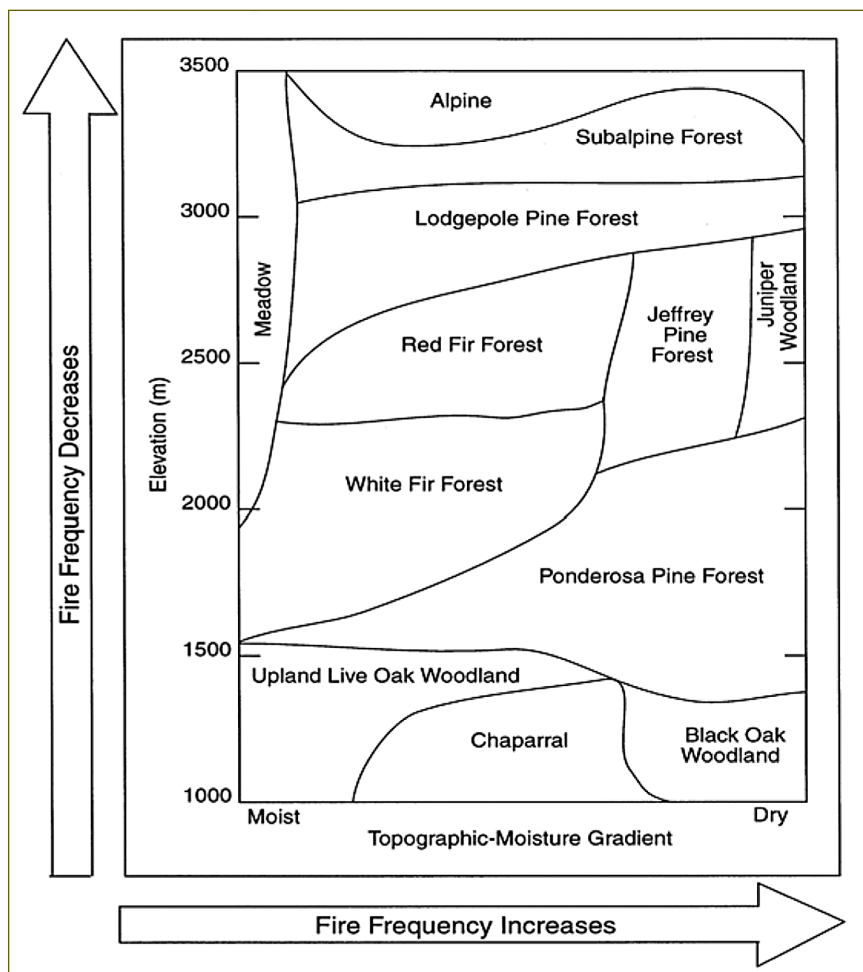 3500
Alpine
Subalpine Forest
3000
Lodgepole Pine Forest
Meadow
Juniper
Woodland
Jeffrey
Pine
Forest
Red Fir Forest
2500
Elevation (m)
Fire Frequency Decreases
White Fir Forest
2000
Ponderosa Pine Forest
1500
Upland Live Oak Woodland
Chaparral
Black Oak
Woodland
1000
Moist
Dry
Topographic-Moisture Gradient
Fire Frequency Increases